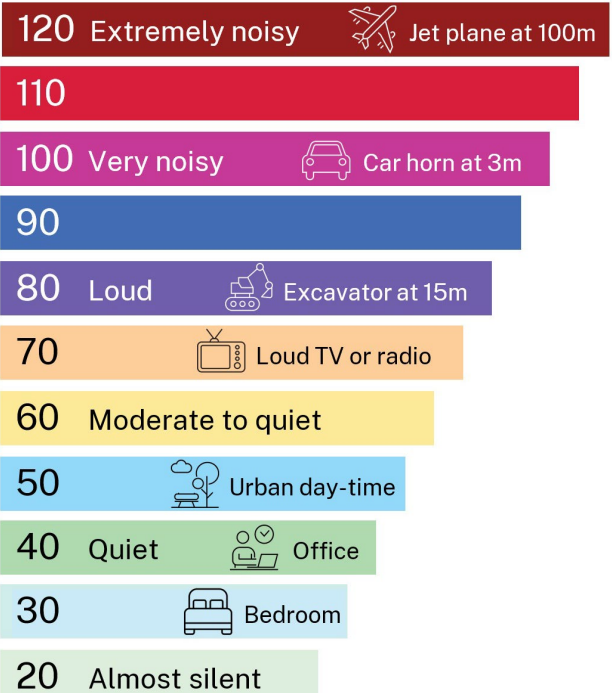 120 Extremely noisy Jet plane at 100m
110
100 Very noisy Car horn at 3m
90
80 Loud Excavator at 15m
70 Loud TV or radio
60 Moderate to quiet
50 Urban day-time
40 Quiet Office
30 Bedroom
20 Almost silent